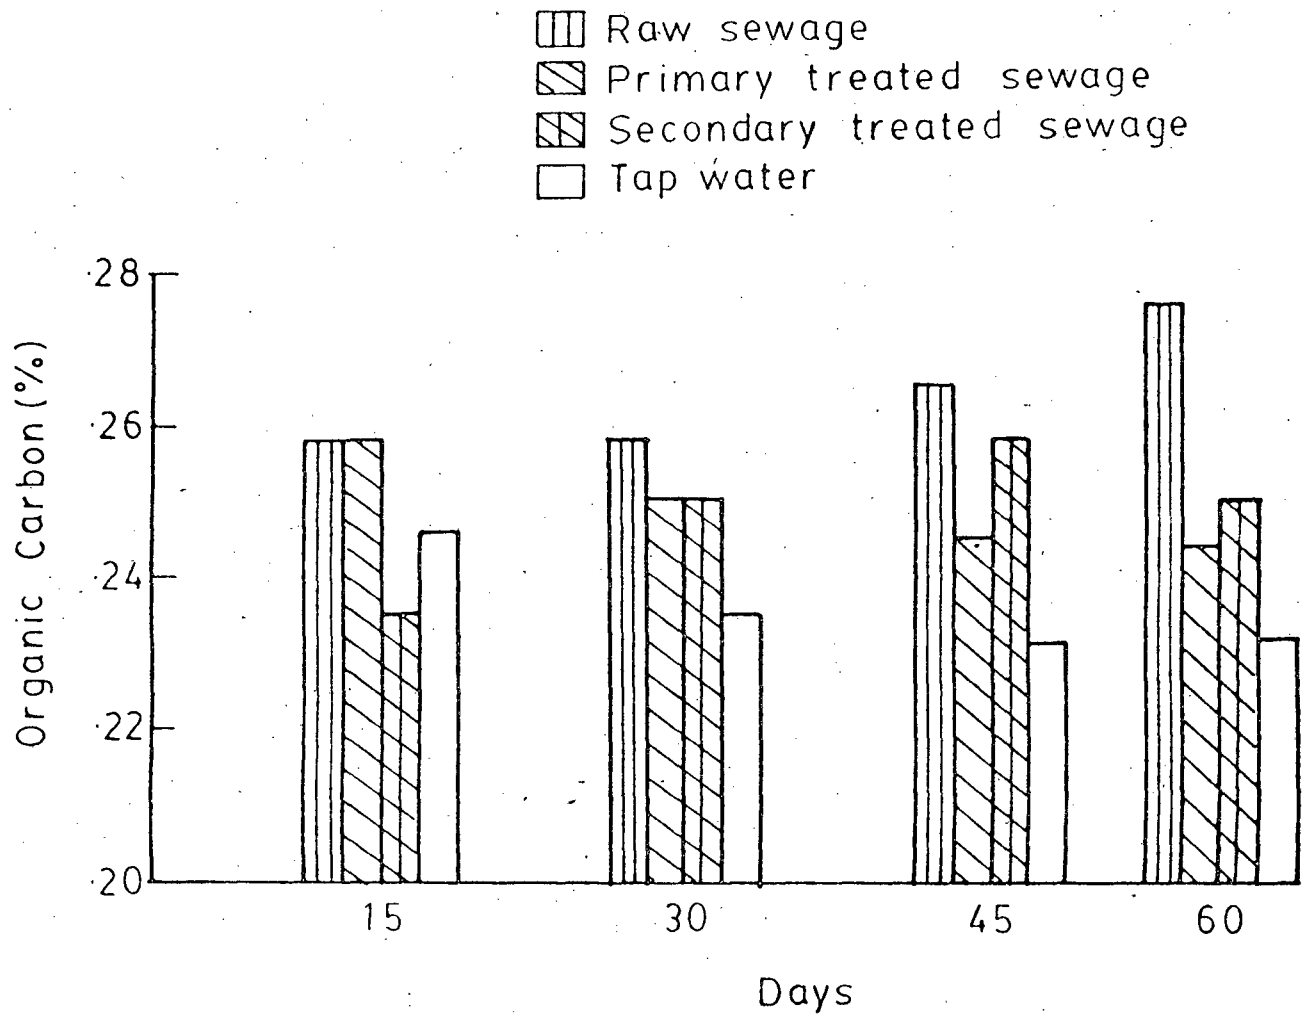 Raw sewage
Primary treated sewage
Secondary treated sewage
Tap water
.28
.26
.24
.22
.20
Organic Carbon (%)
15 30 45 60
Days